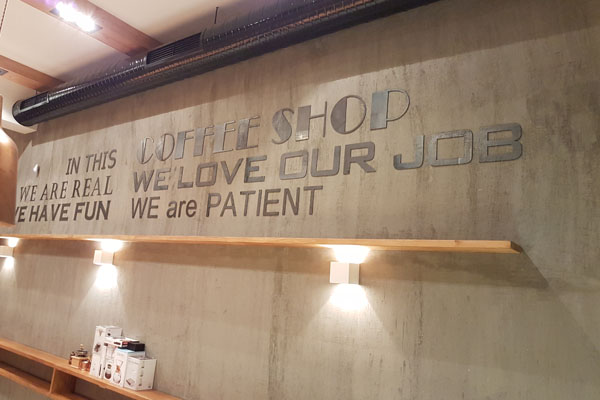 IN THIS COFFEE SHOP
WE ARE REAL WE LOVE OUR JOB
WE HAVE FUN WE are PATIENT